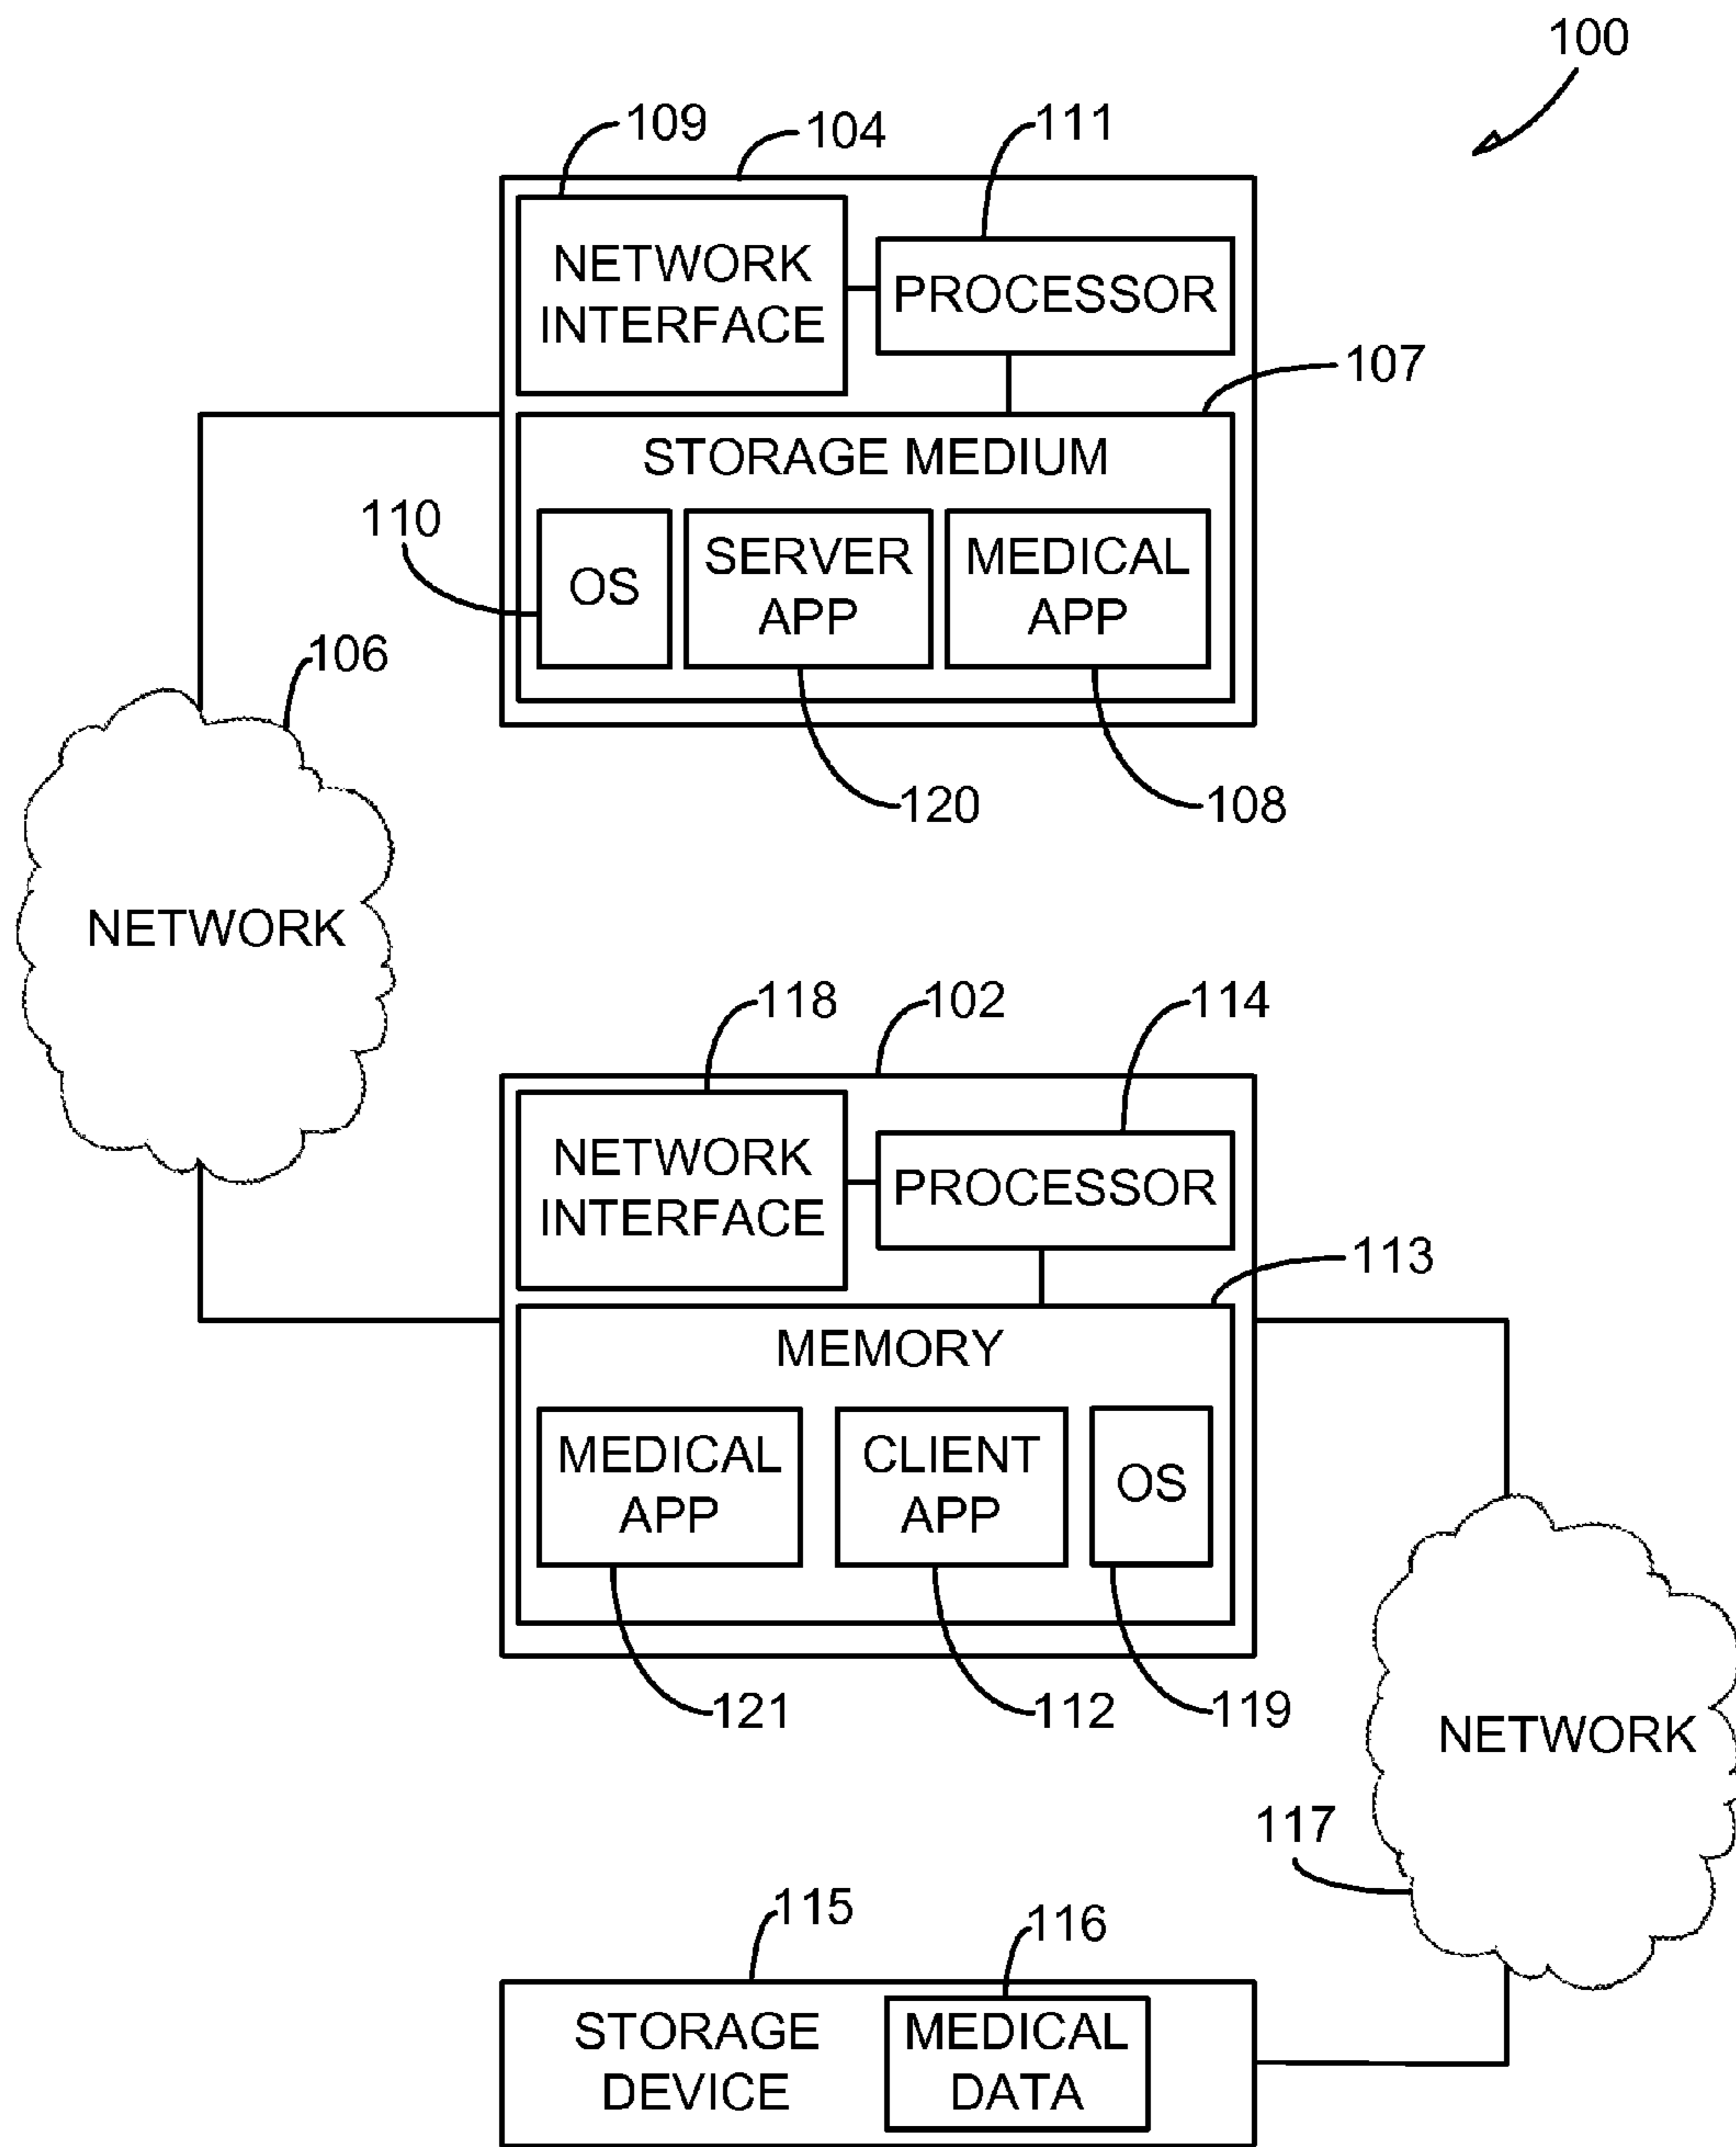 100
109
104
111
NETWORK
INTERFACE
PROCESSOR
107
STORAGE MEDIUM
110
OS
SERVER
APP
MEDICAL
APP
106
120
108
NETWORK
118
102
114
NETWORK
INTERFACE
PROCESSOR
113
MEMORY
MEDICAL
APP
CLIENT
APP
OS
121
112
119
NETWORK
117
115
116
STORAGE
DEVICE
MEDICAL
DATA